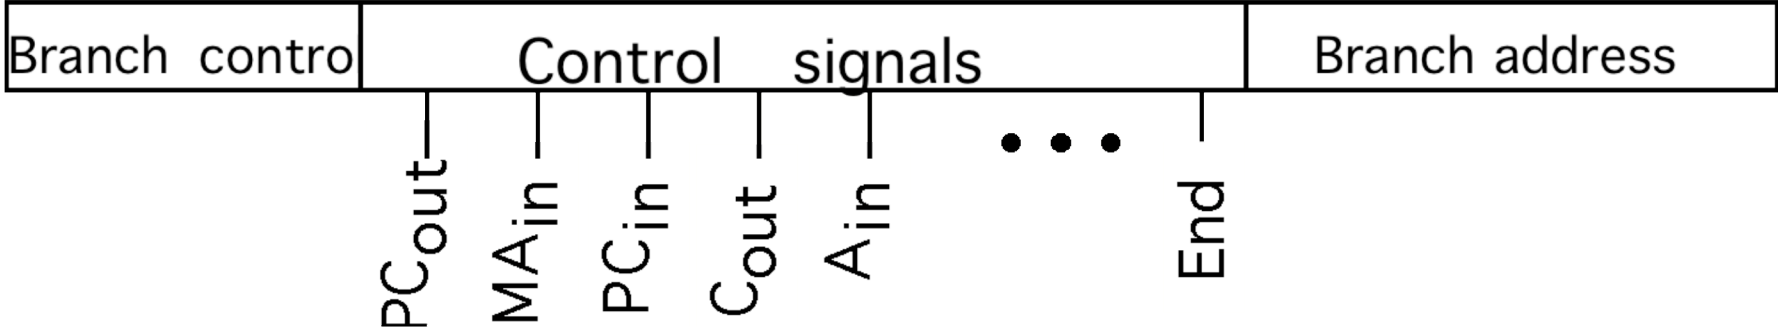 Branch contro
Control signals
Branch address
PCout
MAin
PCin
Cout
Ain
End